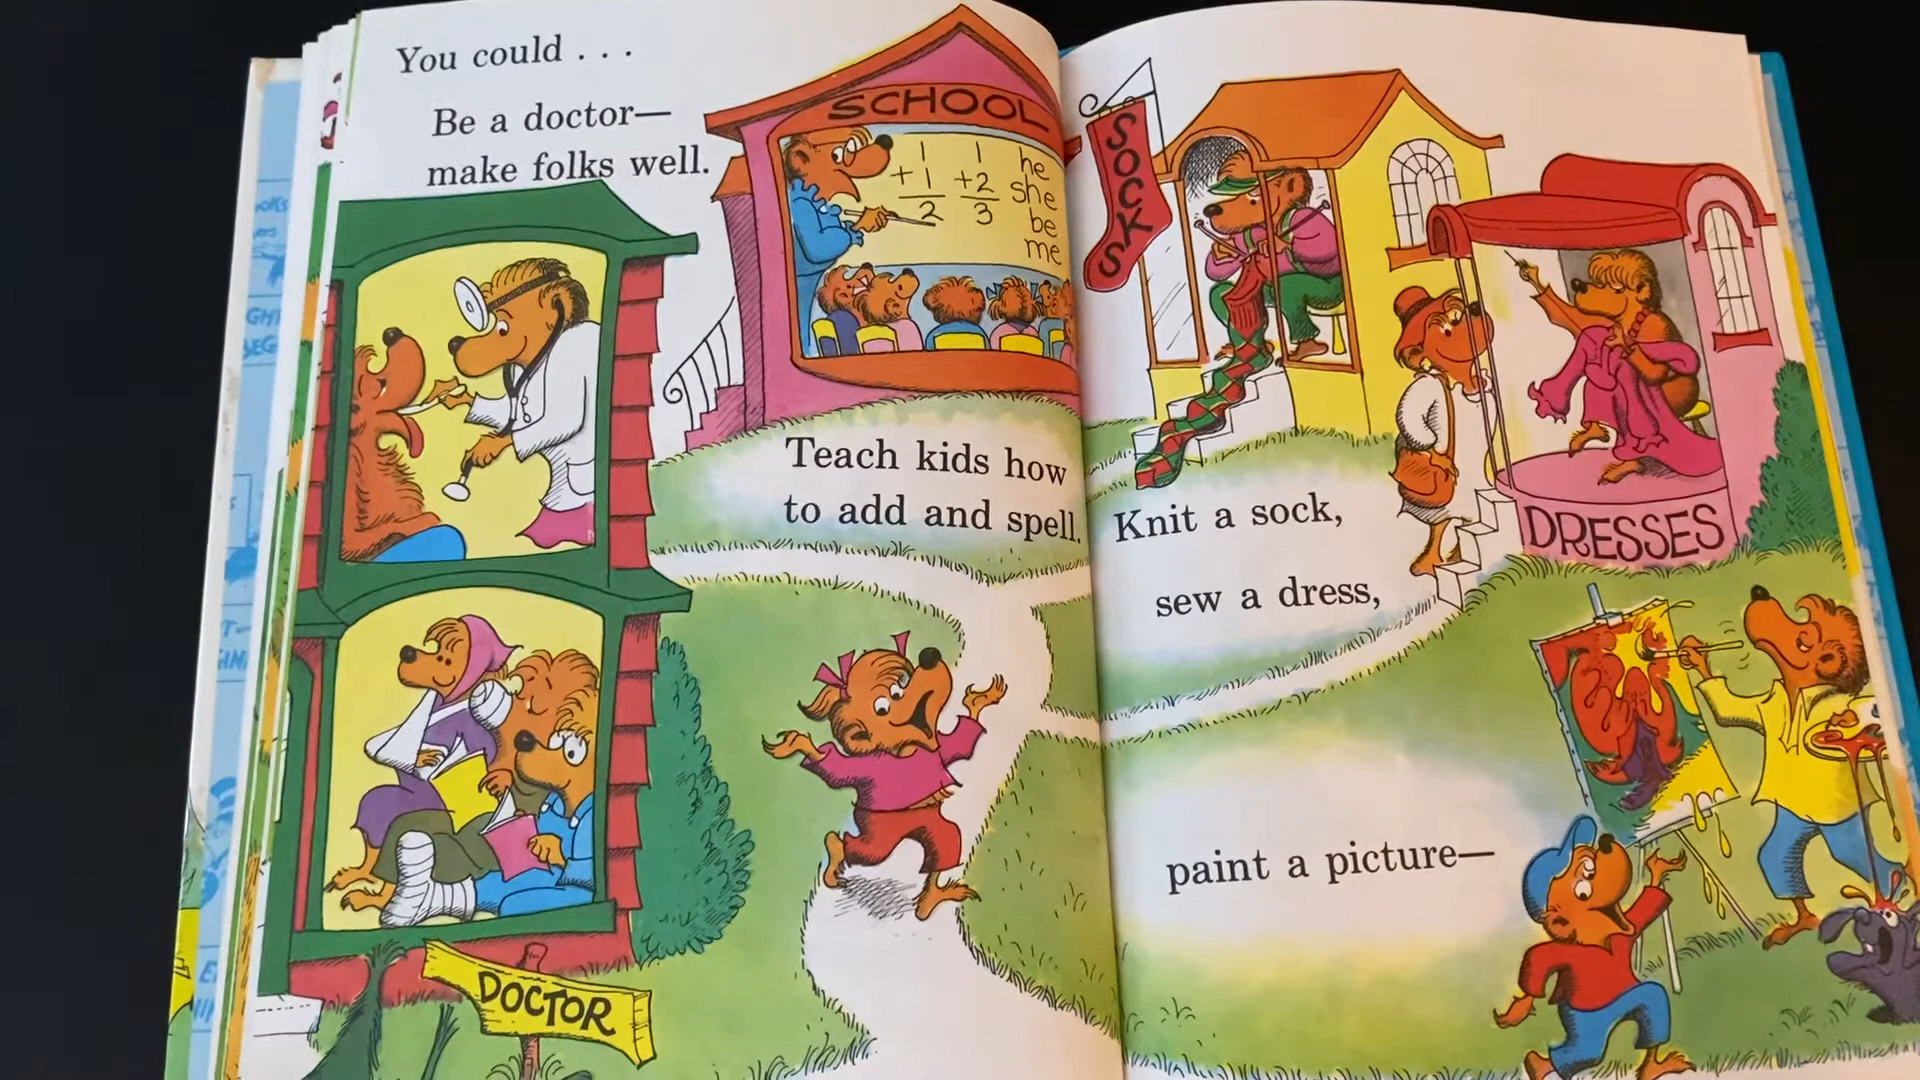 You could . . .
Be a doctor—
make folks well.
SCHOOL
1 1 he
+1 +2 she
2 3 be
me
Teach kids how
to add and spell.
DOCTOR
SOCKS
Knit a sock,
sew a dress,
DRESSES
paint a picture—